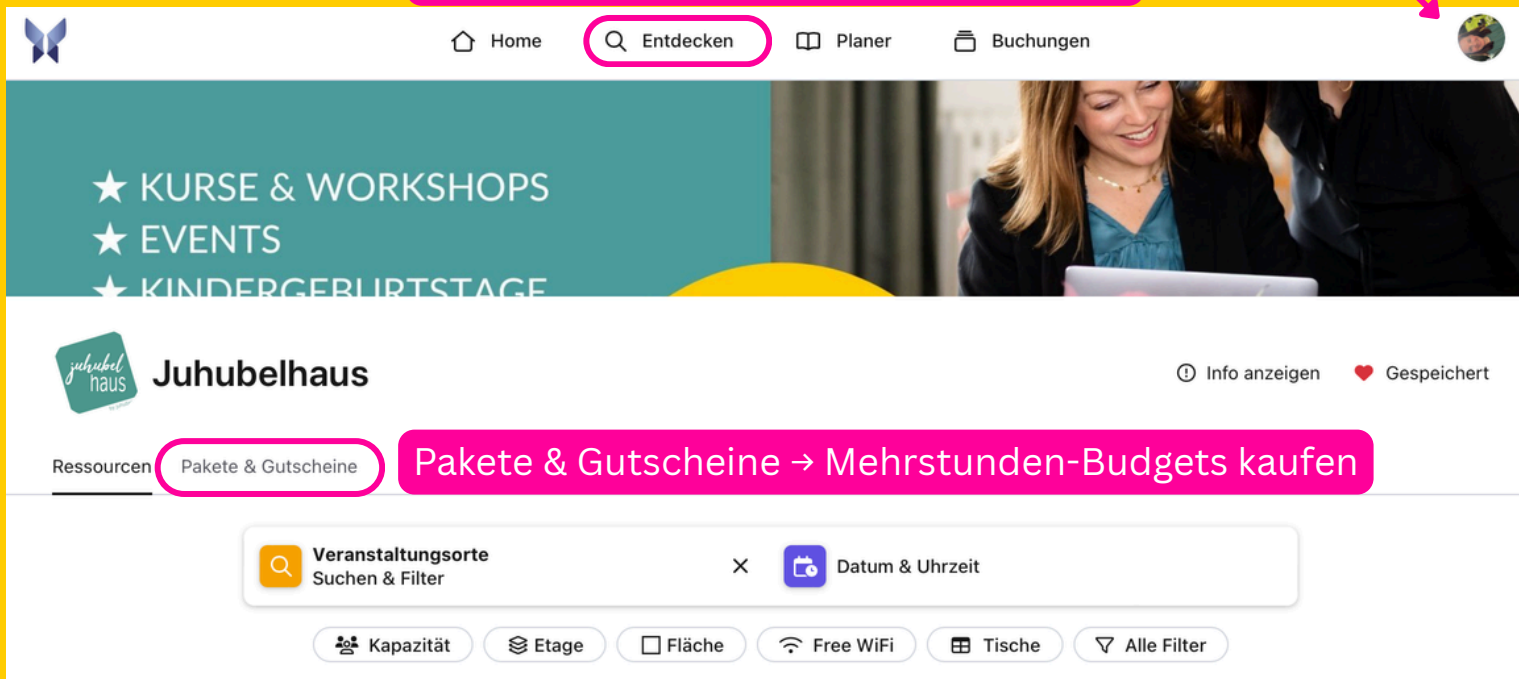 Home
Entdecken
Planer
Buchungen
★ KURSE & WORKSHOPS
★ EVENTS
★ KINDERGEBURTSTAGE
juhubel
haus
Juhubelhaus
Info anzeigen
Gespeichert
Ressourcen
Pakete & Gutscheine
Pakete & Gutscheine → Mehrstunden-Budgets kaufen
Veranstaltungsorte
Suchen & Filter
Datum & Uhrzeit
Kapazität
Etage
Fläche
Free WiFi
Tische
Alle Filter